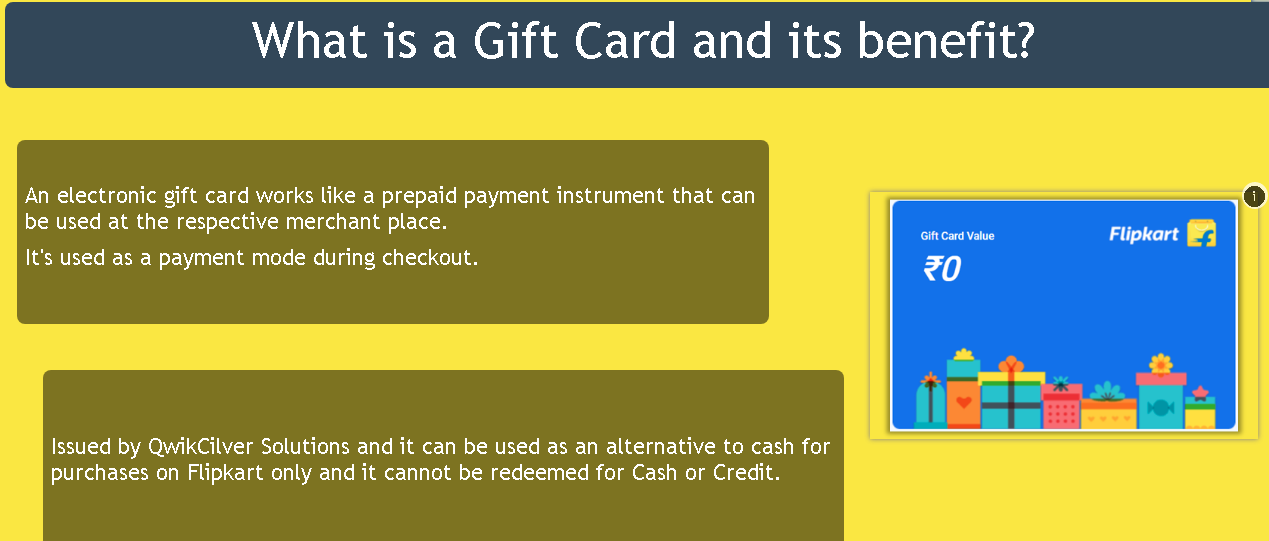 What is a Gift Card and its benefit?
An electronic gift card works like a prepaid payment instrument that can
be used at the respective merchant place.
It's used as a payment mode during checkout.
i
Gift Card Value
Flipkart
₹0
Issued by QwikCilver Solutions and it can be used as an alternative to cash for
purchases on Flipkart only and it cannot be redeemed for Cash or Credit.